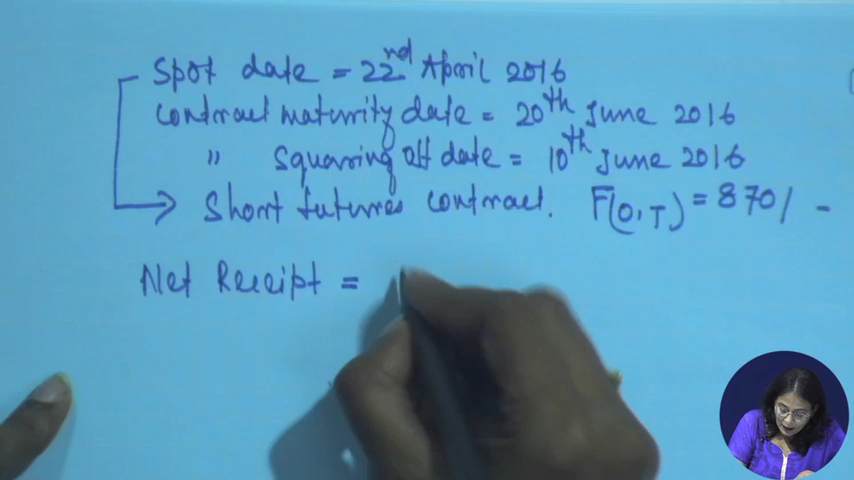 Spot date = 22nd April 2016
Contract maturity date = 20th June 2016
" Squaring off date = 10th June 2016
Short futures contract. F(0,T) = 870/-
Net Receipt =